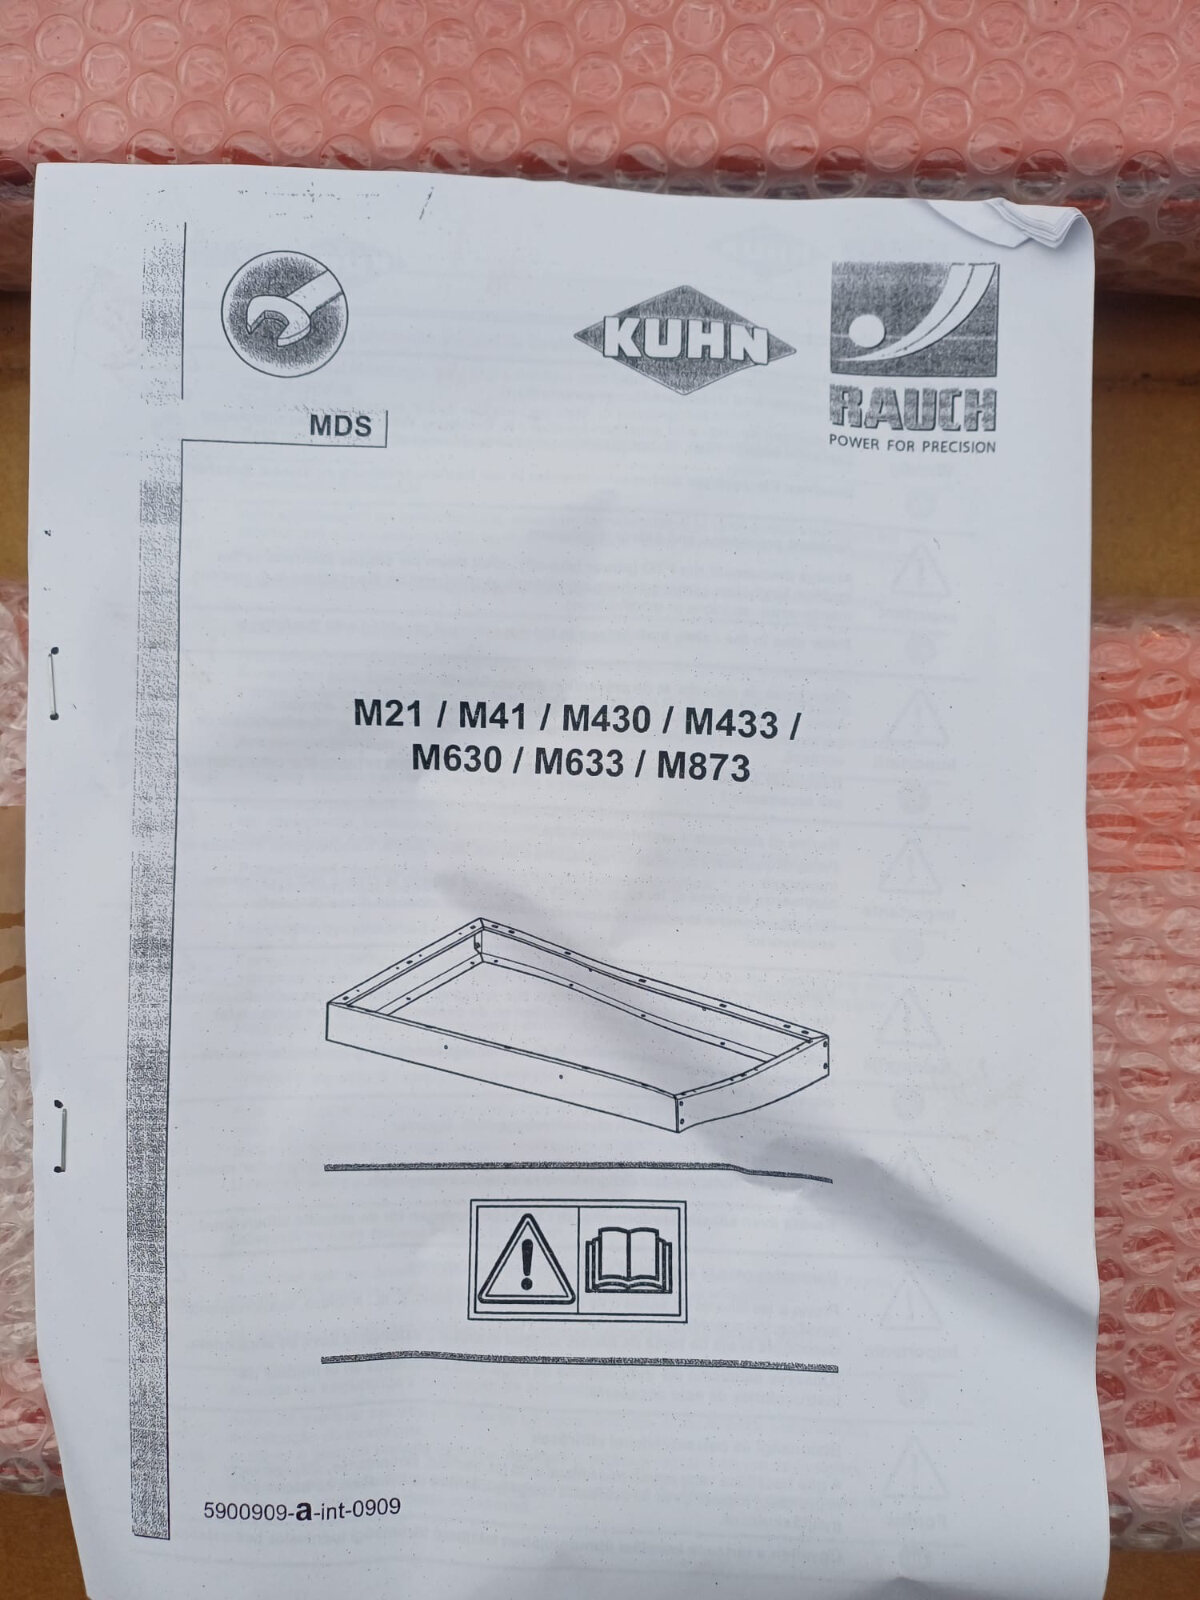 KUHN
RAUCH
POWER FOR PRECISION
MDS
M21 / M41 / M430 / M433 /
M630 / M633 / M873
5900909-a-int-0909